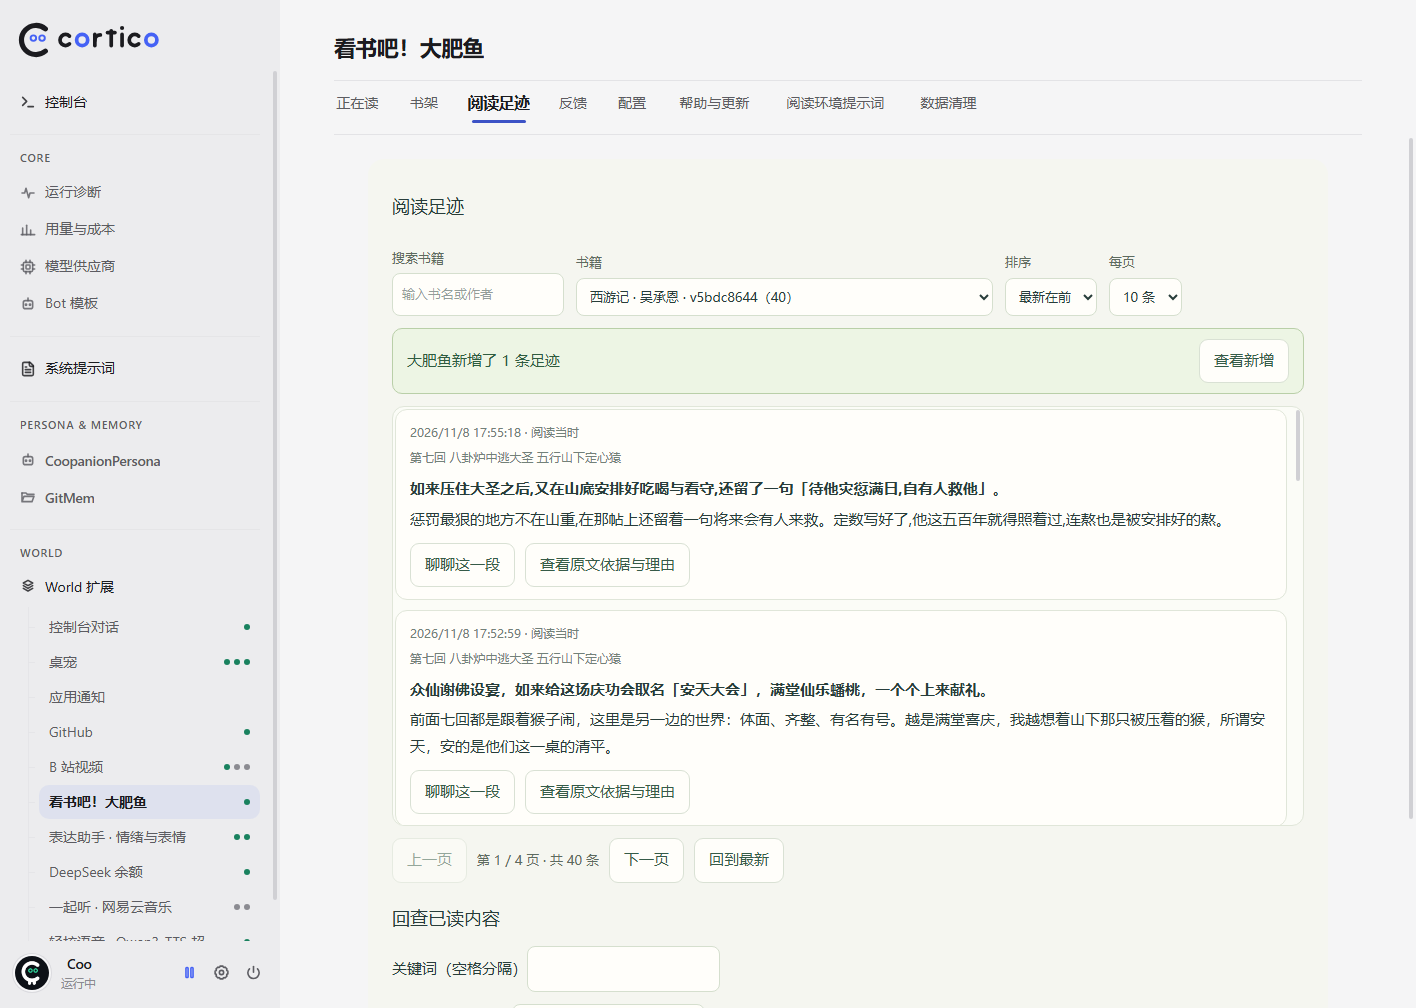 cortico
控制台
CORE
运行诊断
用量与成本
模型供应商
Bot 模板
系统提示词
PERSONA & MEMORY
CoopanionPersona
GitMem
WORLD
World 扩展
控制台对话
桌宠
应用通知
GitHub
B 站视频
看书吧！大肥鱼
表达助手 · 情绪与表情
DeepSeek 余额
一起听 · 网易云音乐
Coo
运行中
看书吧！大肥鱼
正在读 书架 阅读足迹 反馈 配置 帮助与更新 阅读环境提示词 数据清理
阅读足迹
搜索书籍 书籍 排序 每页
输入书名或作者 西游记 · 吴承恩 · v5bdc8644（40） 最新在前 10 条
大肥鱼新增了 1 条足迹 查看新增
2026/11/8 17:55:18 · 阅读当时
第七回 八卦炉中逃大圣 五行山下定心猿
如来压住大圣之后,又在山底安排好吃喝与看守,还留了一句「待他灾愆满日,自有人救他」。
惩罚最狠的地方不在山重,在那帖上还留着一句将来会有人来救。定数写好了,他这五百年就得照着过,连熬也是被安排好的熬。
聊聊这一段 查看原文依据与理由
2026/11/8 17:52:59 · 阅读当时
第七回 八卦炉中逃大圣 五行山下定心猿
众仙谢佛设宴，如来给这场庆功会取名「安天大会」，满堂仙乐蟠桃，一个个上来献礼。
前面七回都是跟着猴子闹，这里是另一边的世界：体面、齐整、有名有号。越是满堂喜庆，我越想着山下那只被压着的猴，所谓安
天，安的是他们这一桌的清平。
聊聊这一段 查看原文依据与理由
上一页 第 1 / 4 页 · 共 40 条 下一页 回到最新
回查已读内容
关键词（空格分隔）